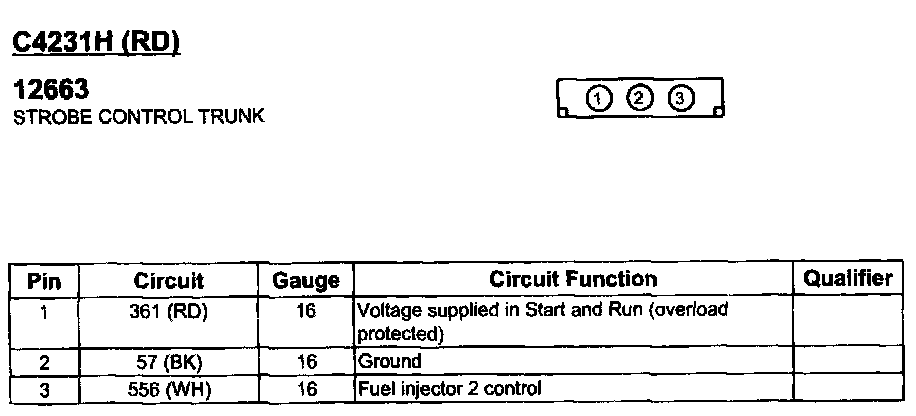 C4231H (RD)
12663
STROBE CONTROL TRUNK
1 2 3
Pin Circuit Gauge Circuit Function Qualifier
1 361 (RD) 16 Voltage supplied in Start and Run (overload
protected)
2 57 (BK) 16 Ground
3 556 (WH) 16 Fuel injector 2 control